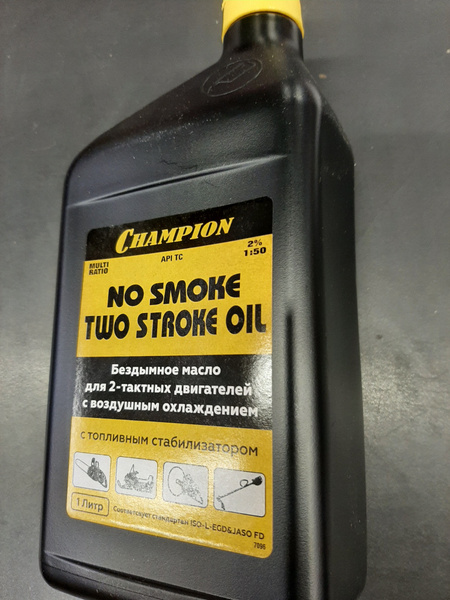 CHAMPION
MULTI
RATIO
API TC
2%
1:50
NO SMOKE
TWO STROKE OIL
Бездымное масло
для 2-тактных двигателей
с воздушным охлаждением
с топливным стабилизатором
1 Литр
Соответствует стандартам ISO-L-EGD&JASO FD
7096